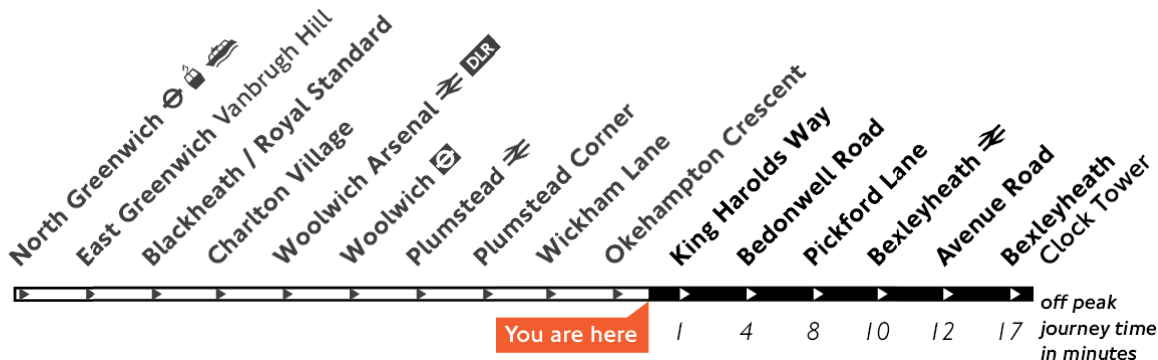 North Greenwich
East Greenwich Vanbrugh Hill
Blackheath / Royal Standard
Charlton Village
Woolwich Arsenal DLR
Woolwich
Plumstead
Plumstead Corner
Wickham Lane
Okehampton Crescent
King Harolds Way
Bedonwell Road
Pickford Lane
Bexleyheath
Avenue Road
Bexleyheath
Clock Tower
You are here
1 4 8 10 12 17
off peak
journey time
in minutes